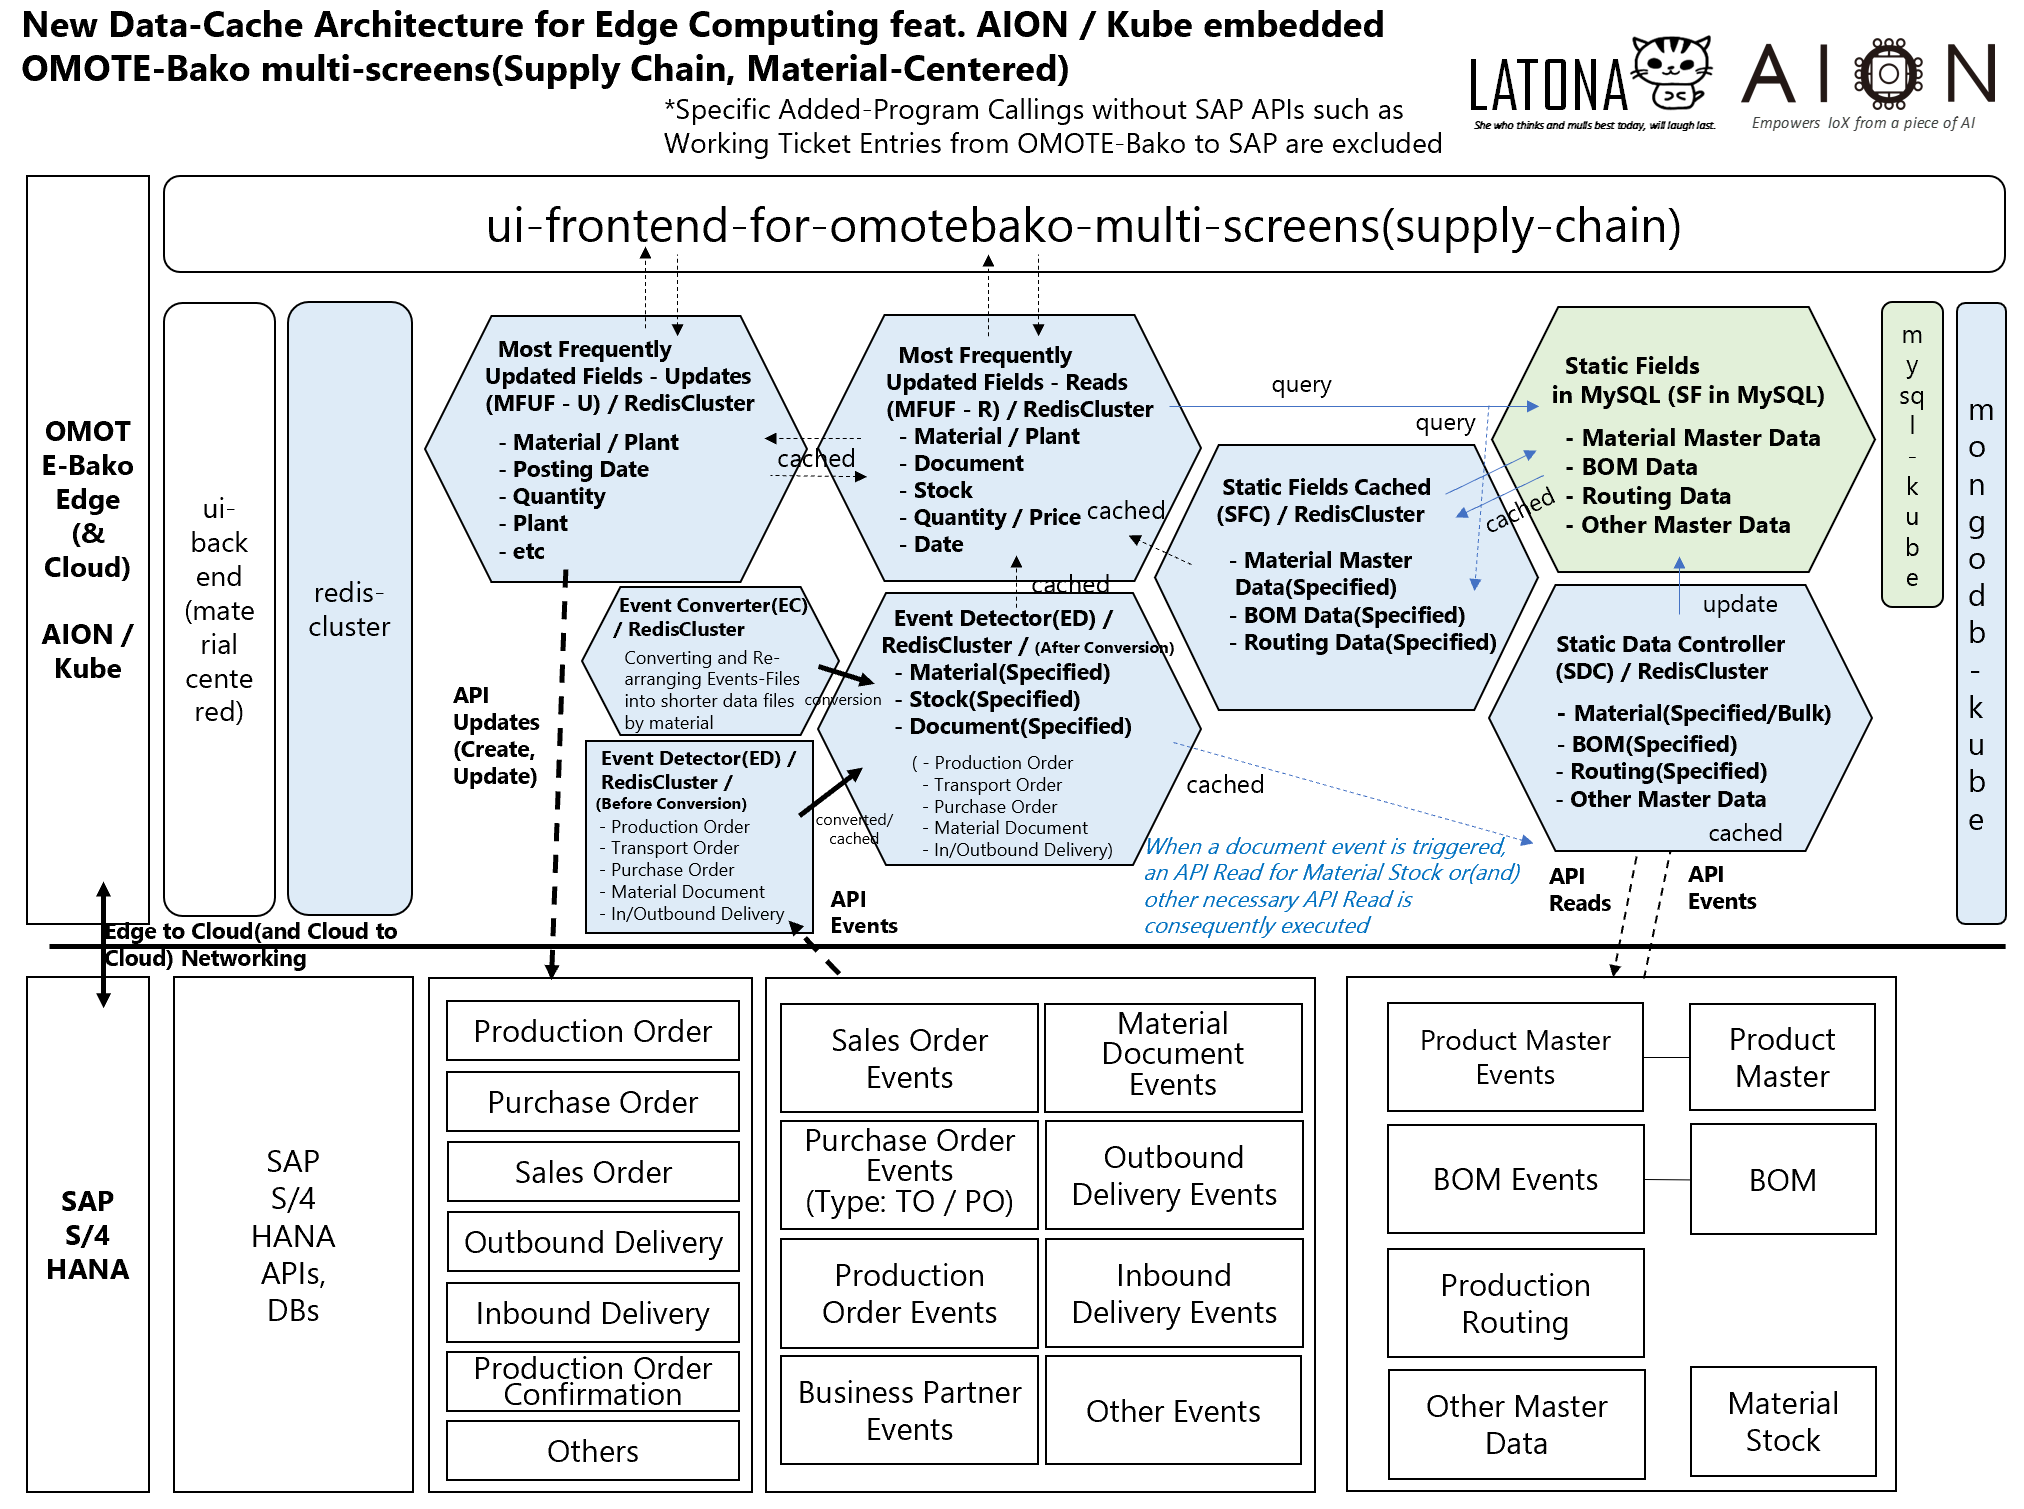 New Data-Cache Architecture for Edge Computing feat. AION / Kube embedded
OMOTE-Bako multi-screens(Supply Chain, Material-Centered)
*Specific Added-Program Callings without SAP APIs such as
Working Ticket Entries from OMOTE-Bako to SAP are excluded
LATONA
She who thinks and mulls best today, will laugh last.
AION
Empowers IoX from a piece of AI
OMOT
E-Bako
Edge
(&
Cloud)
AION /
Kube
ui-frontend-for-omotebako-multi-screens(supply-chain)
ui-
back
end
(mate
rial
cente
red)
redis-
cluster
Most Frequently
Updated Fields - Updates
(MFUF - U) / RedisCluster
- Material / Plant
- Posting Date
- Quantity
- Plant
- etc
cached
Most Frequently
Updated Fields - Reads
(MFUF - R) / RedisCluster
- Material / Plant
- Document
- Stock
- Quantity / Price
- Date
cached
cached
query
query
cached
Static Fields Cached
(SFC) / RedisCluster
- Material Master
Data(Specified)
- BOM Data(Specified)
- Routing Data(Specified)
Static Fields
in MySQL (SF in MySQL)
- Material Master Data
- BOM Data
- Routing Data
- Other Master Data
update
m
y
sq
l
-
k
u
b
e
m
o
n
g
o
d
b
-
k
u
b
e
Event Converter(EC)
/ RedisCluster
Converting and Re-
arranging Events-Files
into shorter data files
by material
conversion
Event Detector(ED) /
RedisCluster /
(Before Conversion)
- Production Order
- Transport Order
- Purchase Order
- Material Document
- In/Outbound Delivery
converted/
cached
Event Detector(ED) /
RedisCluster / (After Conversion)
- Material(Specified)
- Stock(Specified)
- Document(Specified)
( - Production Order
- Transport Order
- Purchase Order
- Material Document
- In/Outbound Delivery)
cached
Static Data Controller
(SDC) / RedisCluster
- Material(Specified/Bulk)
- BOM(Specified)
- Routing(Specified)
- Other Master Data
cached
API
Updates
(Create,
Update)
API
Events
When a document event is triggered,
an API Read for Material Stock or(and)
other necessary API Read is
consequently executed
API
Reads
API
Events
Edge to Cloud(and Cloud to
Cloud) Networking
SAP
S/4
HANA
SAP
S/4
HANA
APIs,
DBs
Production Order
Purchase Order
Sales Order
Outbound Delivery
Inbound Delivery
Production Order
Confirmation
Others
Sales Order
Events
Material
Document
Events
Purchase Order
Events
(Type: TO / PO)
Outbound
Delivery Events
Production
Order Events
Inbound
Delivery Events
Business Partner
Events
Other Events
Product Master
Events
Product
Master
BOM Events
BOM
Production
Routing
Other Master
Data
Material
Stock